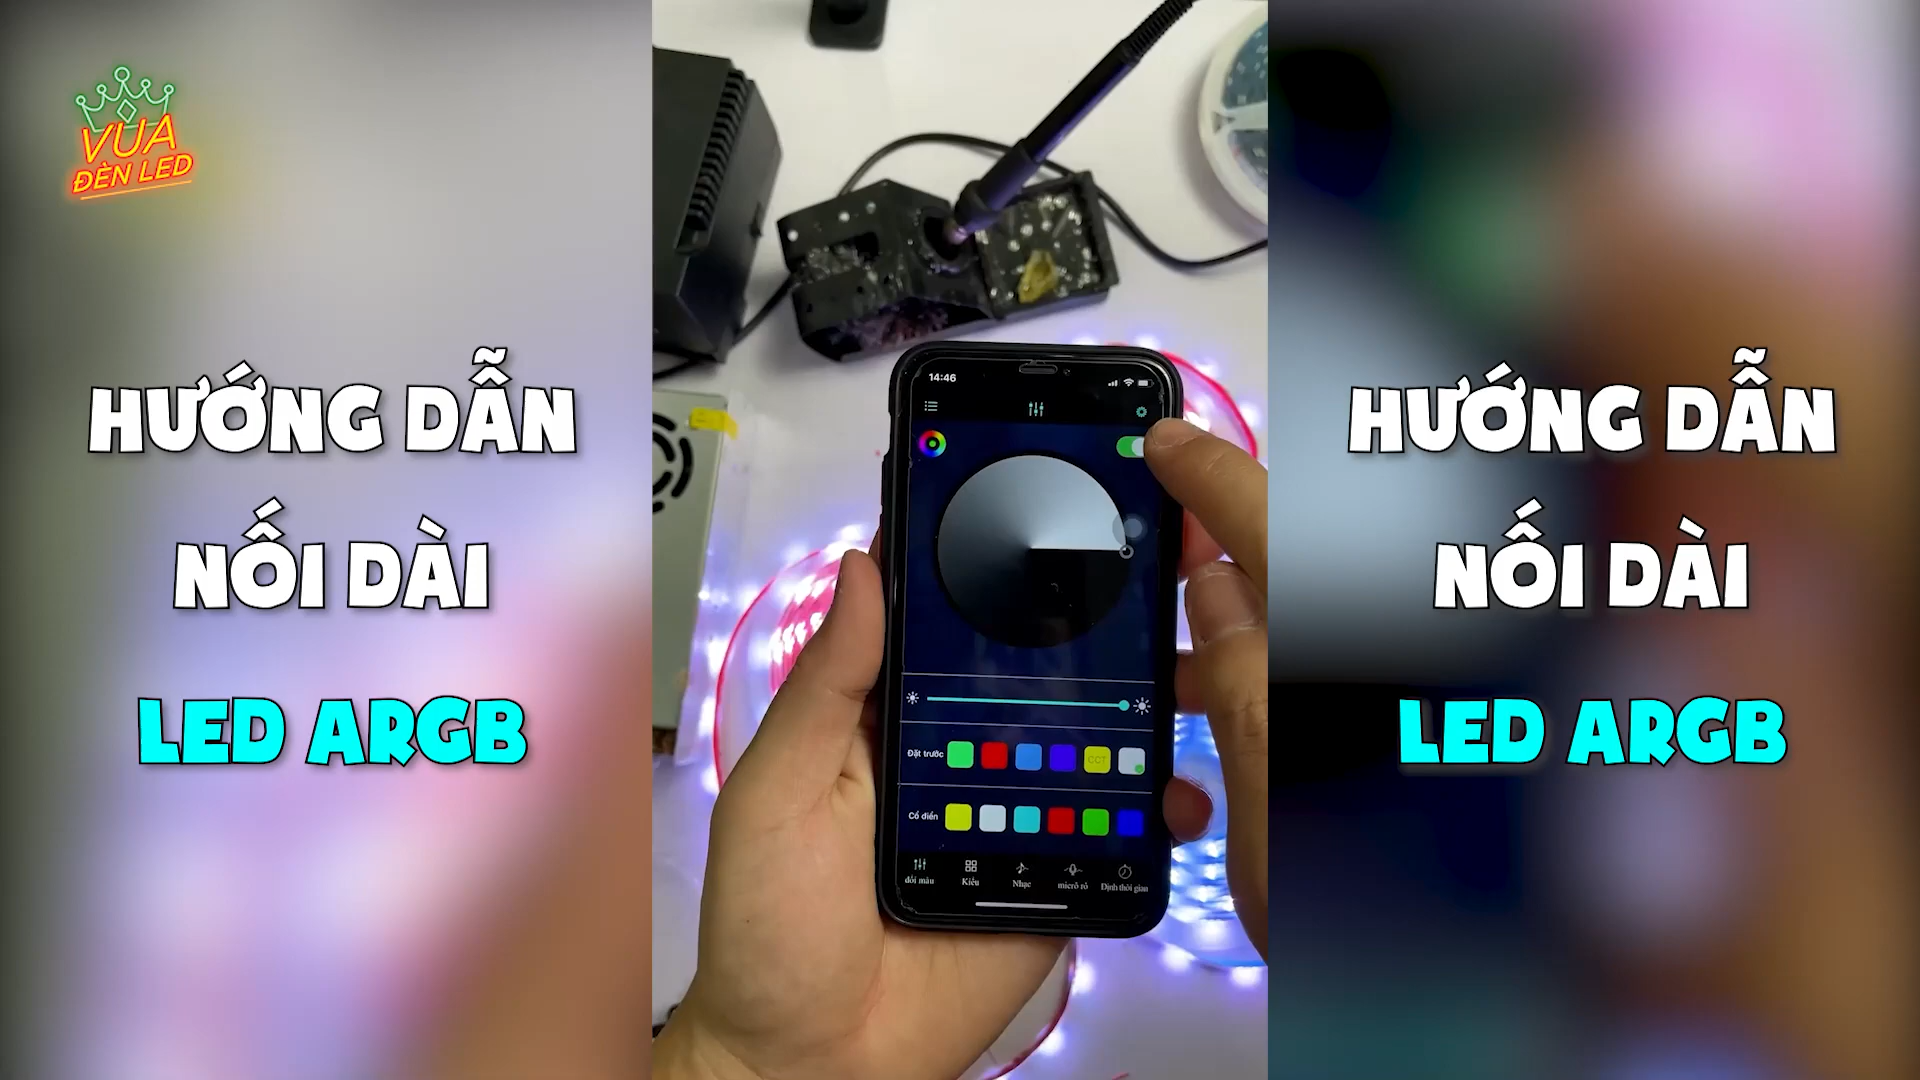 VUA
ĐÈN LED
HƯỚNG DẪN
NỐI DÀI
LED ARGB
14:46
Đặt trước
CCT
Cổ điển
đổi màu
Kiểu
Nhạc
micrô rô
Định thời gian
HƯỚNG DẪN
NỐI DÀI
LED ARGB